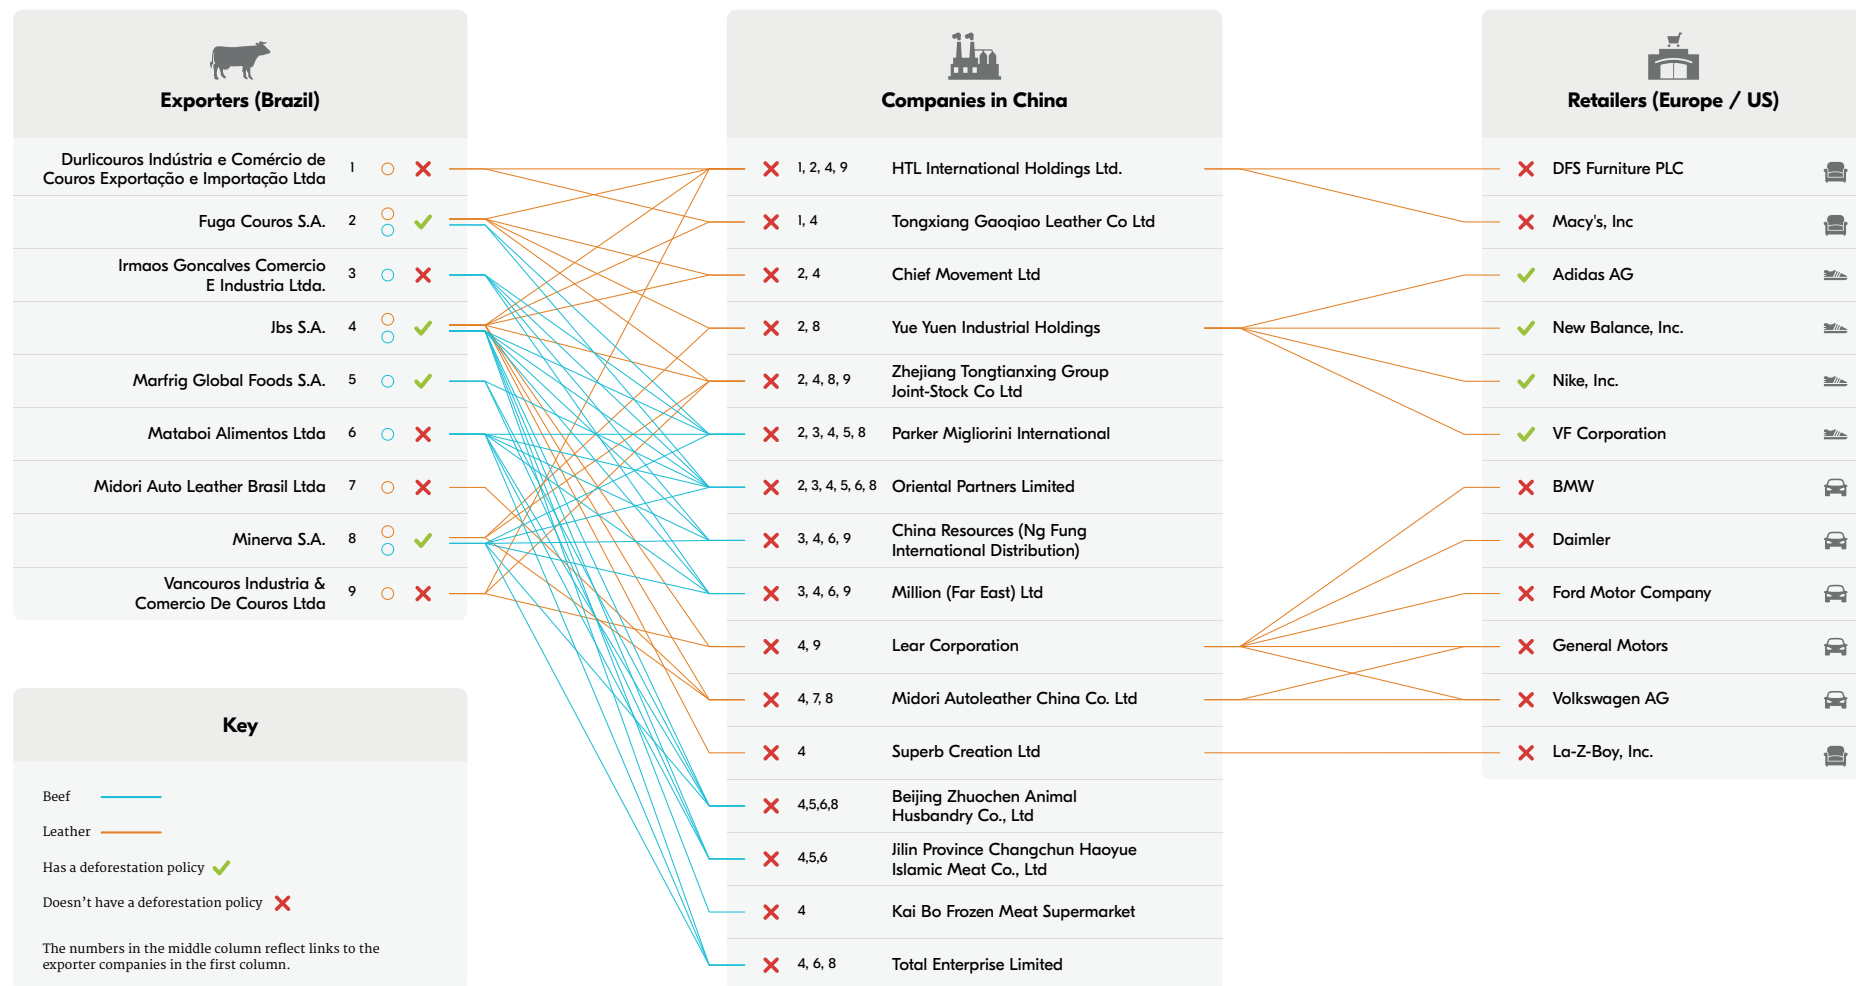 Exporters (Brazil)
Durlicouros Indústria e Comércio de
Couros Exportação e Importação Ltda 1
Fuga Couros S.A. 2
Irmaos Goncalves Comercio
E Industria Ltda. 3
Jbs S.A. 4
Marfrig Global Foods S.A. 5
Mataboi Alimentos Ltda 6
Midori Auto Leather Brasil Ltda 7
Minerva S.A. 8
Vancouros Industria &
Comercio De Couros Ltda 9
Key
Beef
Leather
Has a deforestation policy
Doesn't have a deforestation policy
The numbers in the middle column reflect links to the
exporter companies in the first column.
Companies in China
1, 2, 4, 9 HTL International Holdings Ltd.
1, 4 Tongxiang Gaoqiao Leather Co Ltd
2, 4 Chief Movement Ltd
2, 8 Yue Yuen Industrial Holdings
2, 4, 8, 9 Zhejiang Tongtianxing Group
Joint-Stock Co Ltd
2, 3, 4, 5, 8 Parker Migliorini International
2, 3, 4, 5, 6, 8 Oriental Partners Limited
3, 4, 6, 9 China Resources (Ng Fung
International Distribution)
3, 4, 6, 9 Million (Far East) Ltd
4, 9 Lear Corporation
4, 7, 8 Midori Autoleather China Co. Ltd
4 Superb Creation Ltd
4,5,6,8 Beijing Zhuochen Animal
Husbandry Co., Ltd
4,5,6 Jilin Province Changchun Haoyue
Islamic Meat Co., Ltd
4 Kai Bo Frozen Meat Supermarket
4, 6, 8 Total Enterprise Limited
Retailers (Europe / US)
DFS Furniture PLC
Macy's, Inc
Adidas AG
New Balance, Inc.
Nike, Inc.
VF Corporation
BMW
Daimler
Ford Motor Company
General Motors
Volkswagen AG
La-Z-Boy, Inc.